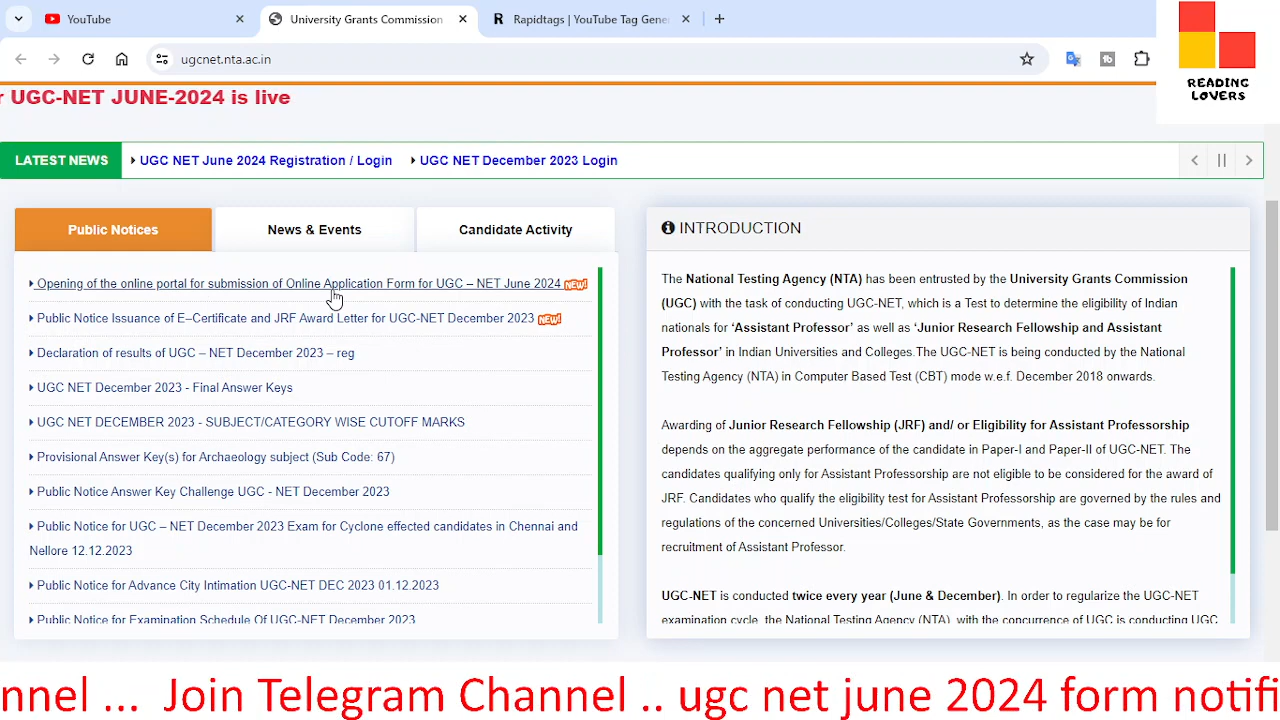 YouTube
University Grants Commission
Rapidtags | YouTube Tag Gene
ugcnet.nta.ac.in
READING
LOVERS
r UGC-NET JUNE-2024 is live
LATEST NEWS
UGC NET June 2024 Registration / Login
UGC NET December 2023 Login
Public Notices
News & Events
Candidate Activity
Opening of the online portal for submission of Online Application Form for UGC – NET June 2024 NEW!
Public Notice Issuance of E–Certificate and JRF Award Letter for UGC-NET December 2023 NEW!
Declaration of results of UGC – NET December 2023 – reg
UGC NET December 2023 - Final Answer Keys
UGC NET DECEMBER 2023 - SUBJECT/CATEGORY WISE CUTOFF MARKS
Provisional Answer Key(s) for Archaeology subject (Sub Code: 67)
Public Notice Answer Key Challenge UGC - NET December 2023
Public Notice for UGC – NET December 2023 Exam for Cyclone effected candidates in Chennai and
Nellore 12.12.2023
Public Notice for Advance City Intimation UGC-NET DEC 2023 01.12.2023
Public Notice for Examination Schedule Of UGC-NET December 2023
INTRODUCTION
The National Testing Agency (NTA) has been entrusted by the University Grants Commission
(UGC) with the task of conducting UGC-NET, which is a Test to determine the eligibility of Indian
nationals for ‘Assistant Professor’ as well as ‘Junior Research Fellowship and Assistant
Professor’ in Indian Universities and Colleges.The UGC-NET is being conducted by the National
Testing Agency (NTA) in Computer Based Test (CBT) mode w.e.f. December 2018 onwards.
Awarding of Junior Research Fellowship (JRF) and/ or Eligibility for Assistant Professorship
depends on the aggregate performance of the candidate in Paper-I and Paper-II of UGC-NET. The
candidates qualifying only for Assistant Professorship are not eligible to be considered for the award of
JRF. Candidates who qualify the eligibility test for Assistant Professorship are governed by the rules and
regulations of the concerned Universities/Colleges/State Governments, as the case may be for
recruitment of Assistant Professor.
UGC-NET is conducted twice every year (June & December). In order to regularize the UGC-NET
examination cycle, the National Testing Agency (NTA), with the concurrence of UGC is conducting UGC
nnel ... Join Telegram Channel .. ugc net june 2024 form notifi